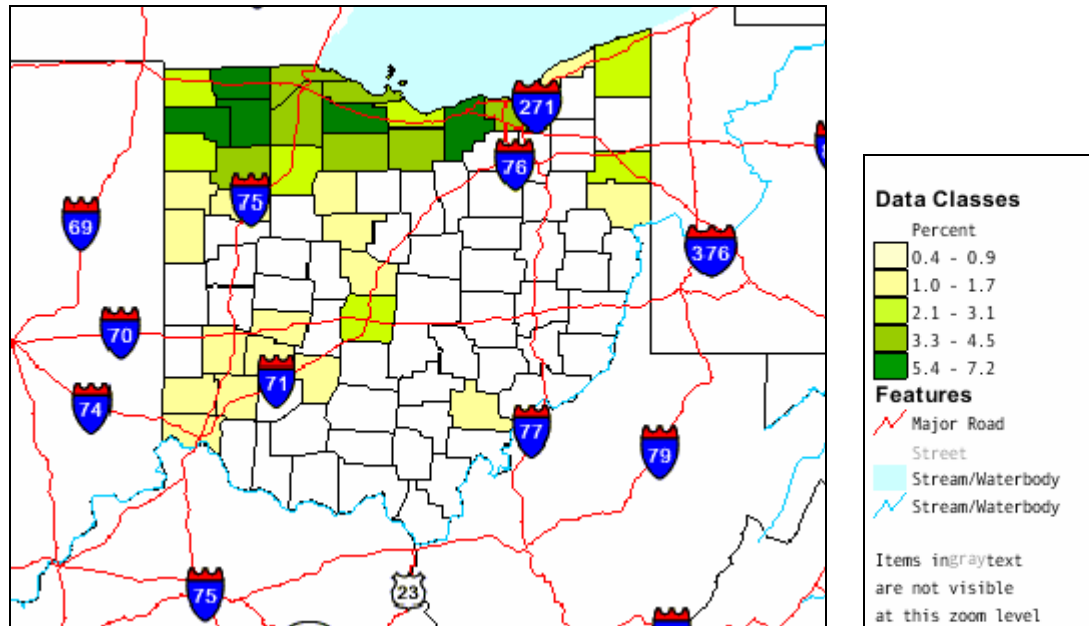 271
76
75
69
376
70
71
74
77
79
75
23
Data Classes
Percent
0.4 - 0.9
1.0 - 1.7
2.1 - 3.1
3.3 - 4.5
5.4 - 7.2
Features
Major Road
Street
Stream/Waterbody
Stream/Waterbody
Items in gray text
are not visible
at this zoom level